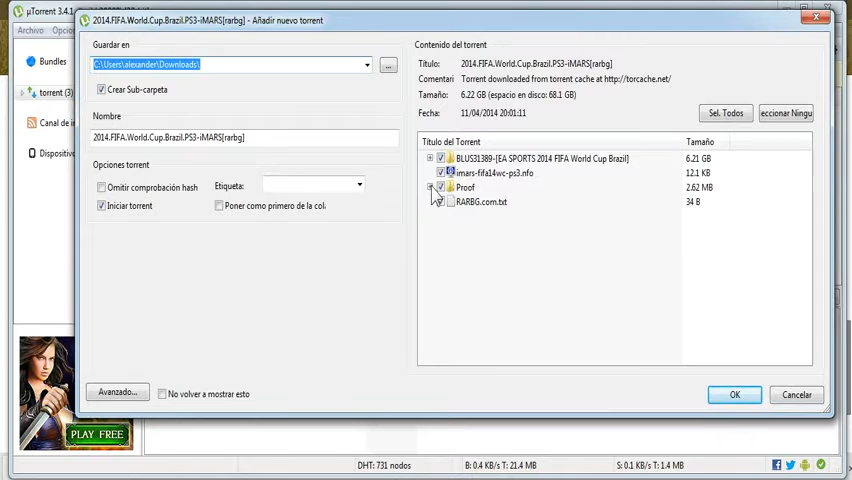 µTorrent 3.4.1
2014.FIFA.World.Cup.Brazil.PS3-iMARS[rarbg] - Añadir nuevo torrent
Archivo
Opcione
Bundles
torrent (3)
Canal de
Dispositivo
Guardar en
C:\Users\alexander\Downloads\
...
Crear Sub-carpeta
Nombre
2014.FIFA.World.Cup.Brazil.PS3-iMARS[rarbg]
Opciones torrent
Omitir comprobación hash
Etiqueta:
Iniciar torrent
Poner como primero de la cola
Avanzado...
No volver a mostrar esto
Contenido del torrent
Título: 2014.FIFA.World.Cup.Brazil.PS3-iMARS[rarbg]
Comentari Torrent downloaded from torrent cache at http://torcache.net/
Tamaño: 6.22 GB (espacio en disco: 68.1 GB)
Fecha: 11/04/2014 20:01:11
Sel. Todos
eccionar Ningu
Título del Torrent Tamaño
BLUS31389-[EA SPORTS 2014 FIFA World Cup Brazil] 6.21 GB
imars-fifa14wc-ps3.nfo 12.1 KB
Proof 2.62 MB
RARBG.com.txt 34 B
OK
Cancelar
PLAY FREE
DHT: 731 nodos
B: 0.4 KB/s T: 21.4 MB
S: 0.1 KB/s T: 1.4 MB